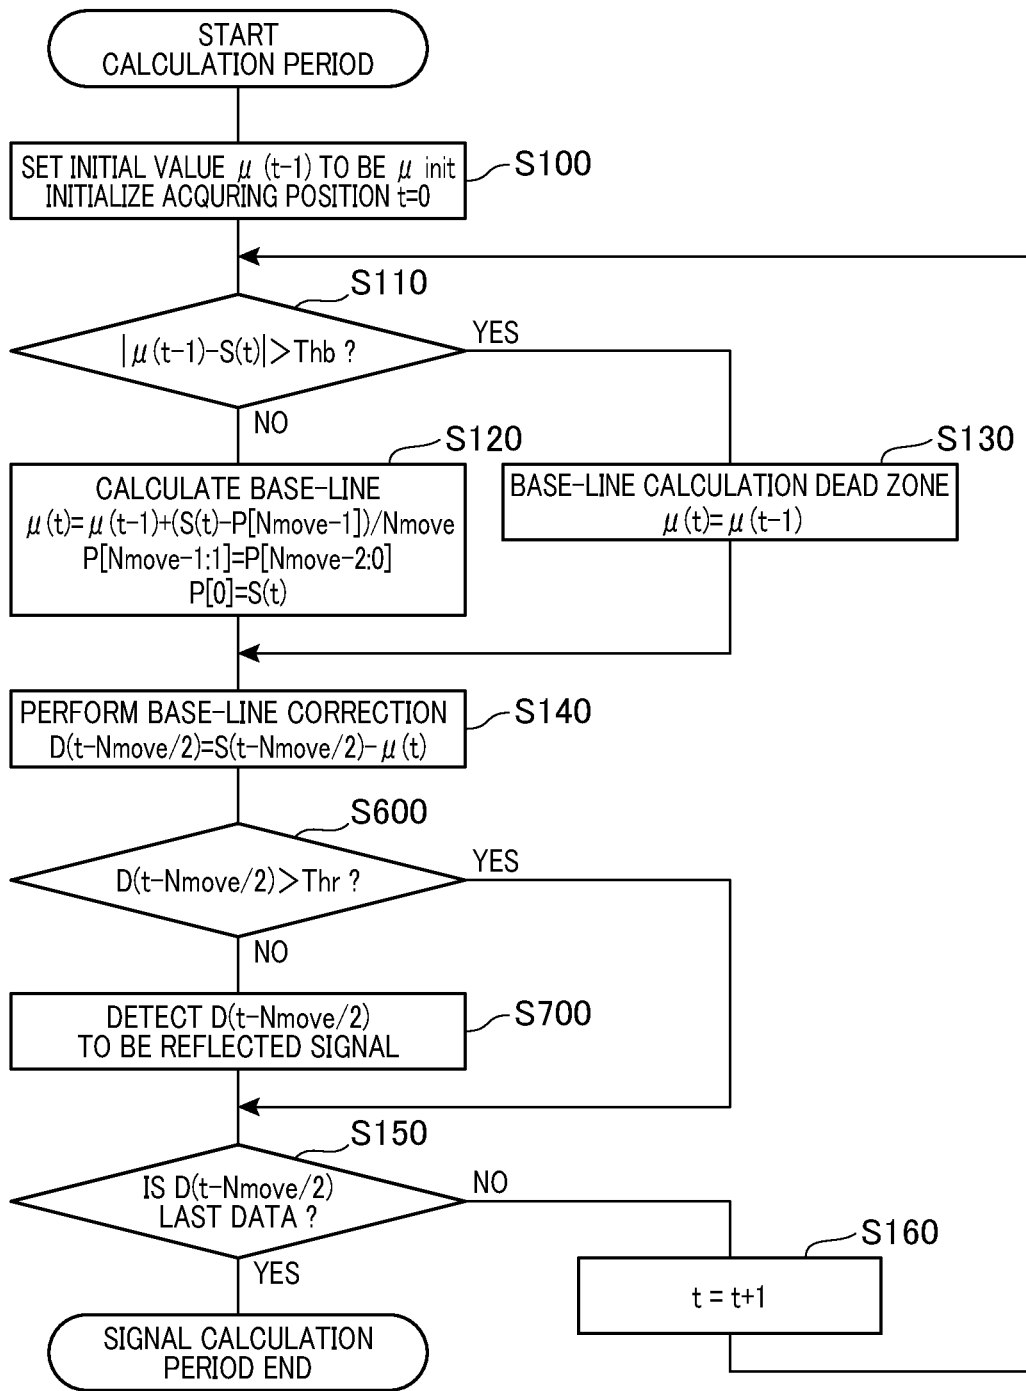 START
CALCULATION PERIOD
SET INITIAL VALUE μ (t-1) TO BE μ init
INITIALIZE ACQURING POSITION t=0
S100
S110
|μ(t-1)-S(t)|>Thb ?
YES
NO
S120
CALCULATE BASE-LINE
μ(t)=μ(t-1)+(S(t)-P[Nmove-1])/Nmove
P[Nmove-1:1]=P[Nmove-2:0]
P[0]=S(t)
S130
BASE-LINE CALCULATION DEAD ZONE
μ(t)=μ(t-1)
PERFORM BASE-LINE CORRECTION
D(t-Nmove/2)=S(t-Nmove/2)-μ(t)
S140
S600
D(t-Nmove/2)>Thr ?
YES
NO
DETECT D(t-Nmove/2)
TO BE REFLECTED SIGNAL
S700
S150
IS D(t-Nmove/2)
LAST DATA ?
NO
YES
S160
t = t+1
SIGNAL CALCULATION
PERIOD END